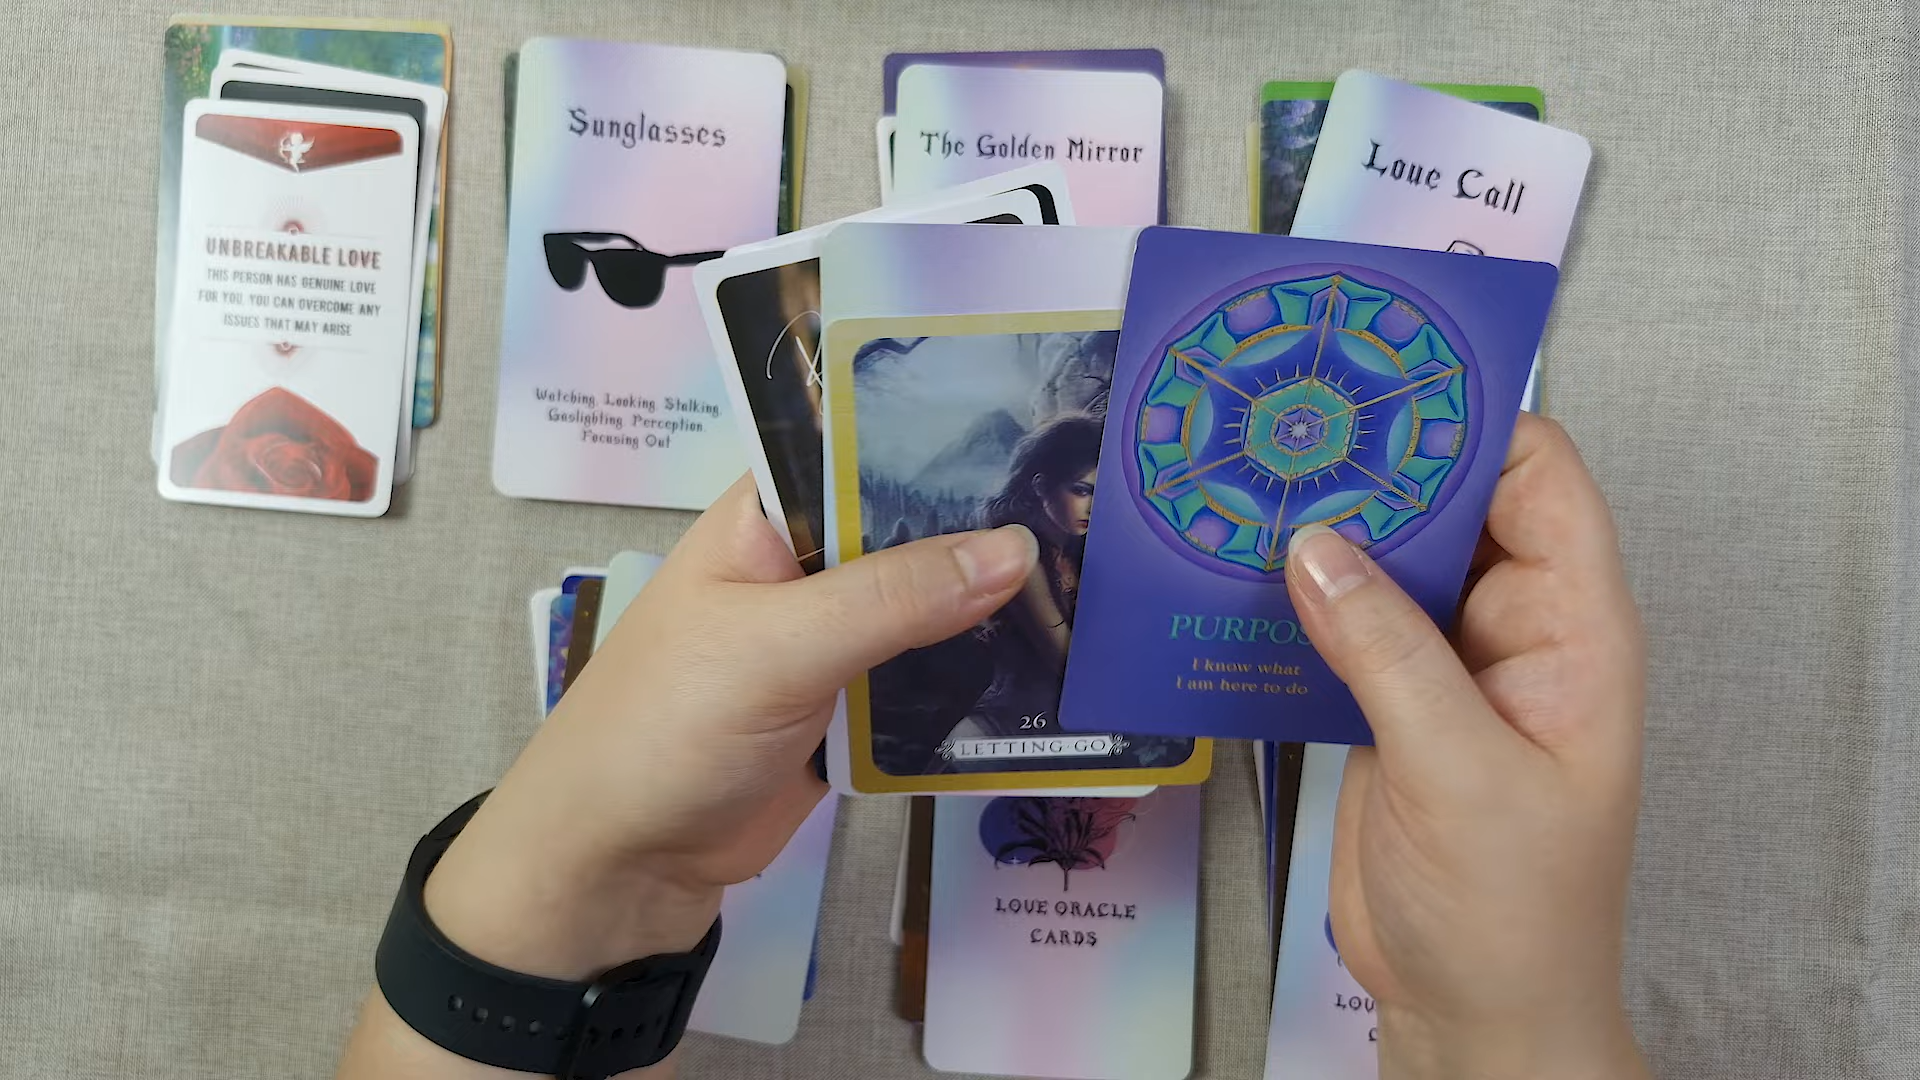 UNBREAKABLE LOVE
THIS PERSON HAS GENUINE LOVE
FOR YOU. YOU CAN OVERCOME ANY
ISSUES THAT MAY ARISE
Sunglasses
Watching. Looking. Stalking.
Gaslighting. Perception.
Focusing Out
The Golden Mirror
Love Call
26
LETTING·GO
PURPOS
I know what
I am here to do
LOVE ORACLE
CARDS
LOV
C